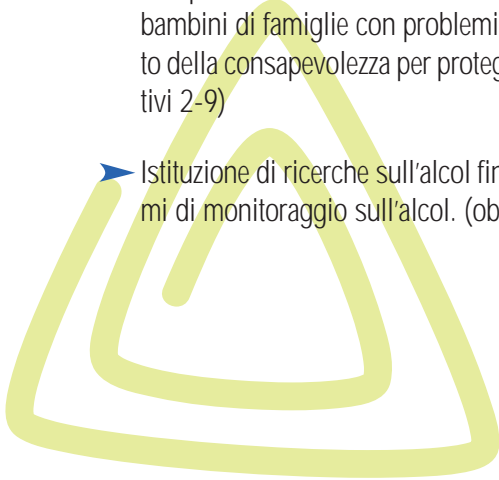 bambini di famiglie con problemi
to della consapevolezza per proteg
tivi 2-9)
Istituzione di ricerche sull'alcol fin
mi di monitoraggio sull'alcol. (ob